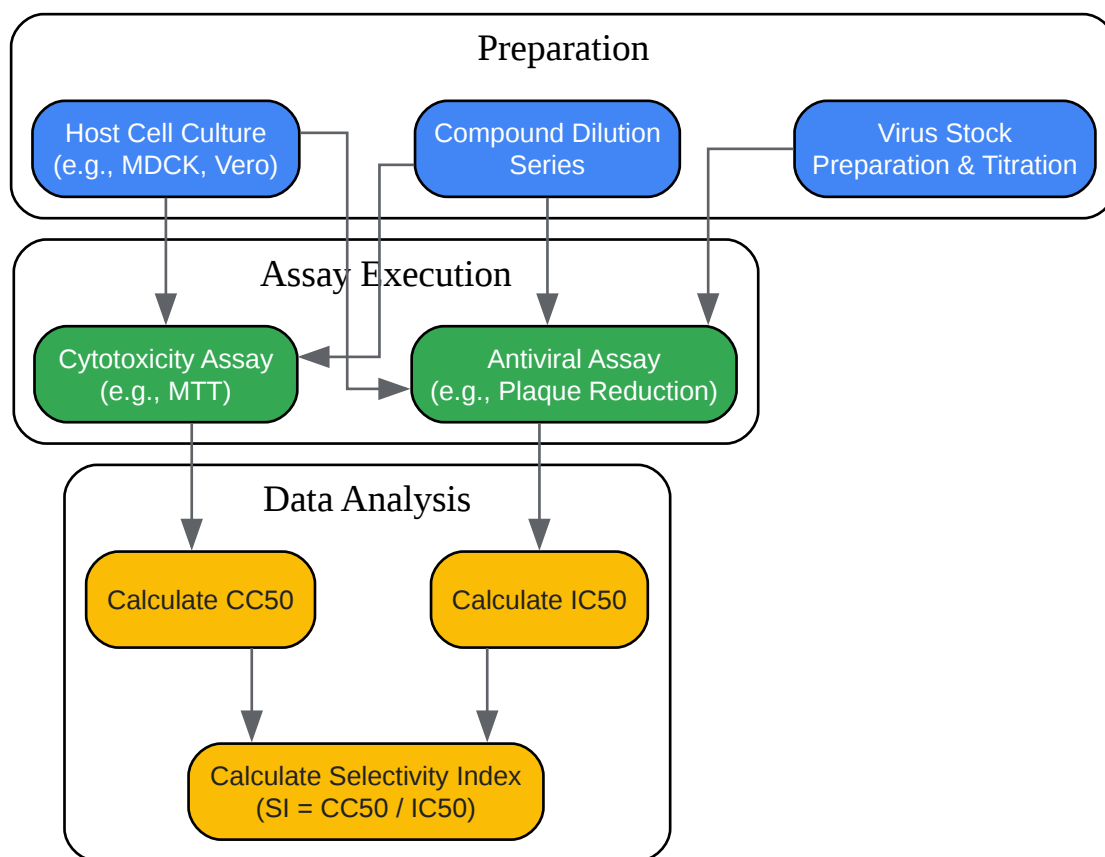 Preparation
Host Cell Culture
(e.g., MDCK, Vero)
Compound Dilution
Series
Virus Stock
Preparation & Titration
Assay Execution
Cytotoxicity Assay
(e.g., MTT)
Antiviral Assay
(e.g., Plaque Reduction)
Data Analysis
Calculate CC50
Calculate IC50
Calculate Selectivity Index
(SI = CC50 / IC50)